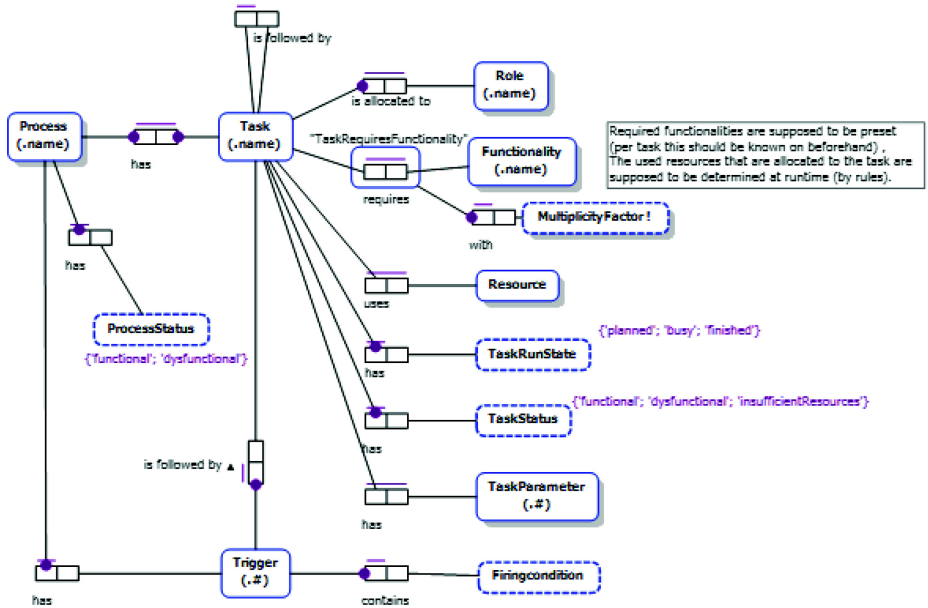 is followed by
Role
(.name)
is allocated to
Process
(.name)
has
Task
(.name)
"TaskRequiresFunctionality"
Functionality
(.name)
requires
Required functionalities are supposed to be preset
(per task this should be known on beforehand) ,
The used resources that are allocated to the task are
supposed to be determined at runtime (by rules).
MultiplicityFactor !
with
has
Resource
uses
ProcessStatus
{'functional'; 'dysfunctional'}
{'planned'; 'busy'; 'finished'}
TaskRunState
has
{'functional'; 'dysfunctional'; 'insufficientResources'}
TaskStatus
has
is followed by ▲
TaskParameter
(.#)
has
Trigger
(.#)
has
Firingcondition
contains